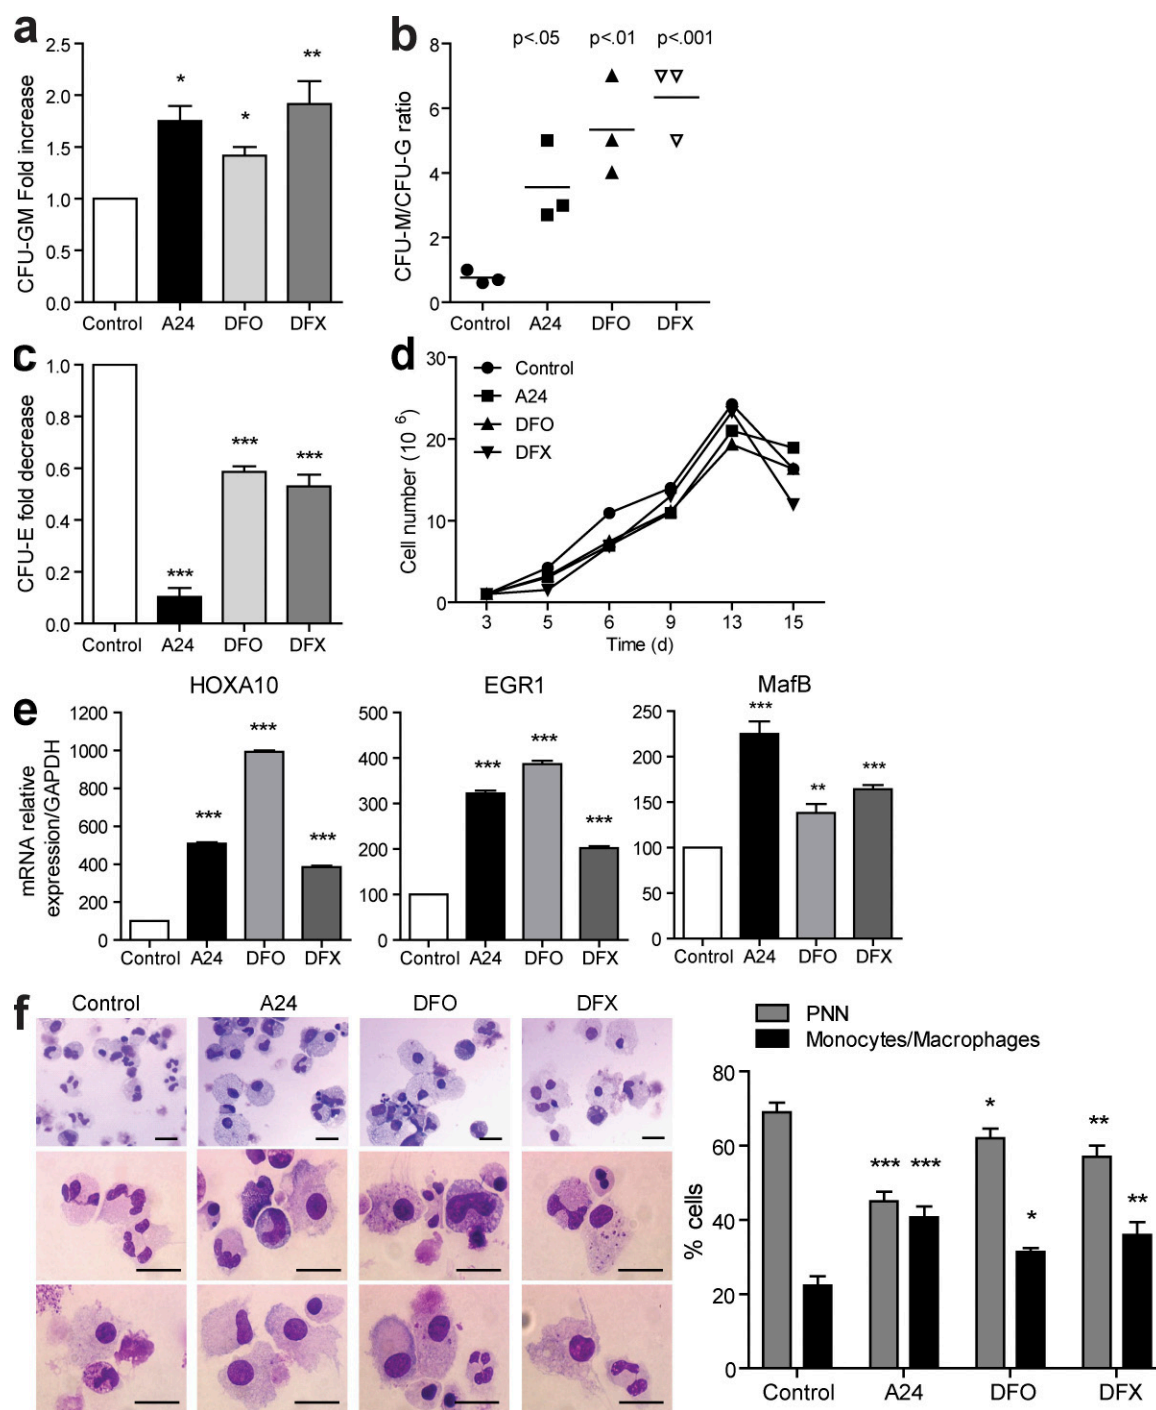 a
CFU-GM Fold increase
2.5
2.0
1.5
1.0
0.5
0.0
*
*
**
Control A24 DFO DFX
b
CFU-M/CFU-G ratio
8
6
4
2
0
p<.05 p<.01 p<.001
Control A24 DFO DFX
c
CFU-E fold decrease
1.0
0.8
0.6
0.4
0.2
0.0
***
***
***
Control A24 DFO DFX
d
Cell number (10 6)
30
20
10
0
Control
A24
DFO
DFX
3 5 6 9 13 15
Time (d)
e
mRNA relative
expression/GAPDH
HOXA10
1200
1000
800
600
400
200
0
***
***
***
Control A24 DFO DFX
EGR1
500
400
300
200
100
0
***
***
***
Control A24 DFO DFX
MafB
250
200
150
100
50
0
***
**
***
Control A24 DFO DFX
f
Control A24 DFO DFX
PNN
Monocytes/Macrophages
% cells
80
60
40
20
0
*** ***
*
*
**
**
Control A24 DFO DFX